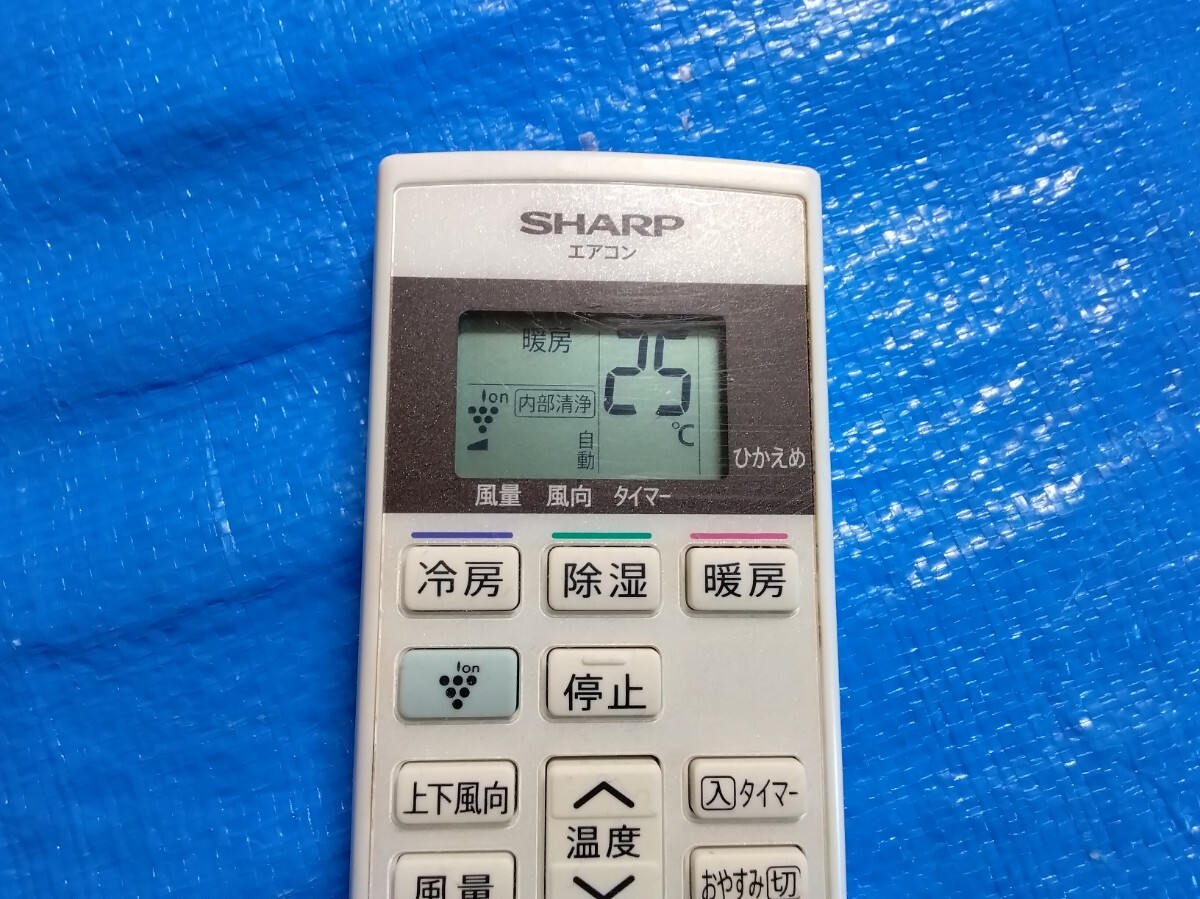 SHARP
エアコン
暖房
25
℃
Ion
内部清浄
自動
ひかえめ
風量 風向 タイマー
冷房 除湿 暖房
Ion
停止
上下風向
入タイマー
温度
風量
おやすみ切